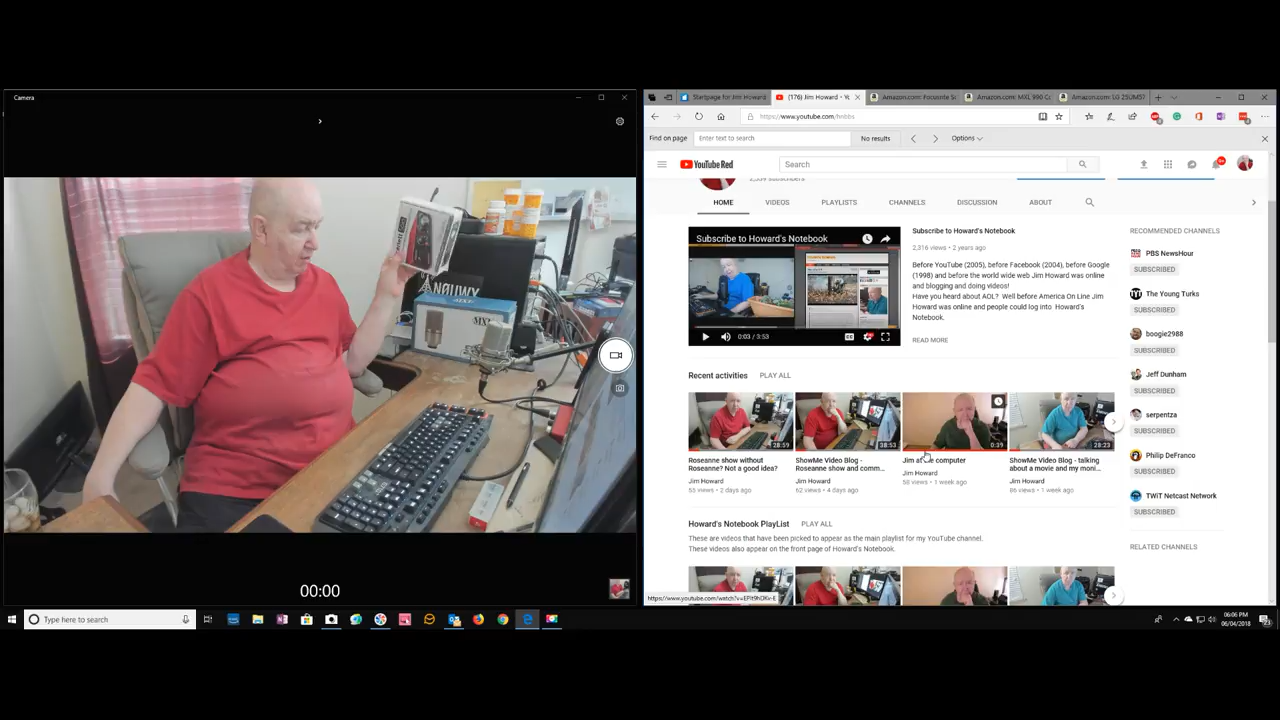 Camera
MXL
00:00
Startpage for Jim Howard
(176) Jim Howard - Yo
Amazon.com: Focusrite Sc
Amazon.com: MXL 990 Co
https://www.youtube.com/
Find on page
Enter text to search
No results
Options
YouTube Red
Search
HOME
VIDEOS
PLAYLISTS
CHANNELS
DISCUSSION
ABOUT
Subscribe to Howard's Notebook
0:03 / 3:53
Subscribe to Howard's Notebook
2,316 views • 2 years ago
Before YouTube (2005), before Facebook (2004), before Google
(1998) and before the world wide web Jim Howard was online
and blogging and doing videos!
Have you heard about AOL? Well before America On Line Jim
Howard was online and people could log into Howard's
Notebook.
READ MORE
Recent activities
PLAY ALL
28:59
38:53
0:39
28:23
Roseanne show without
Roseanne? Not a good idea?
Jim Howard
55 views • 2 days ago
ShowMe Video Blog -
Roseanne show and comm...
Jim Howard
62 views • 4 days ago
Jim at the computer
Jim Howard
58 views • 1 week ago
ShowMe Video Blog - talking
about a movie and my moni...
Jim Howard
86 views • 1 week ago
Howard's Notebook PlayList
PLAY ALL
These are videos that have been picked to appear as the main playlist for my YouTube channel.
These videos also appear on the front page of Howard's Notebook.
RECOMMENDED CHANNELS
PBS NewsHour
SUBSCRIBED
The Young Turks
SUBSCRIBED
boogie2988
SUBSCRIBED
Jeff Dunham
SUBSCRIBED
serpentza
SUBSCRIBED
Philip DeFranco
SUBSCRIBED
TWiT Netcast Network
SUBSCRIBED
RELATED CHANNELS
Type here to search
06:06 PM
06/04/2018